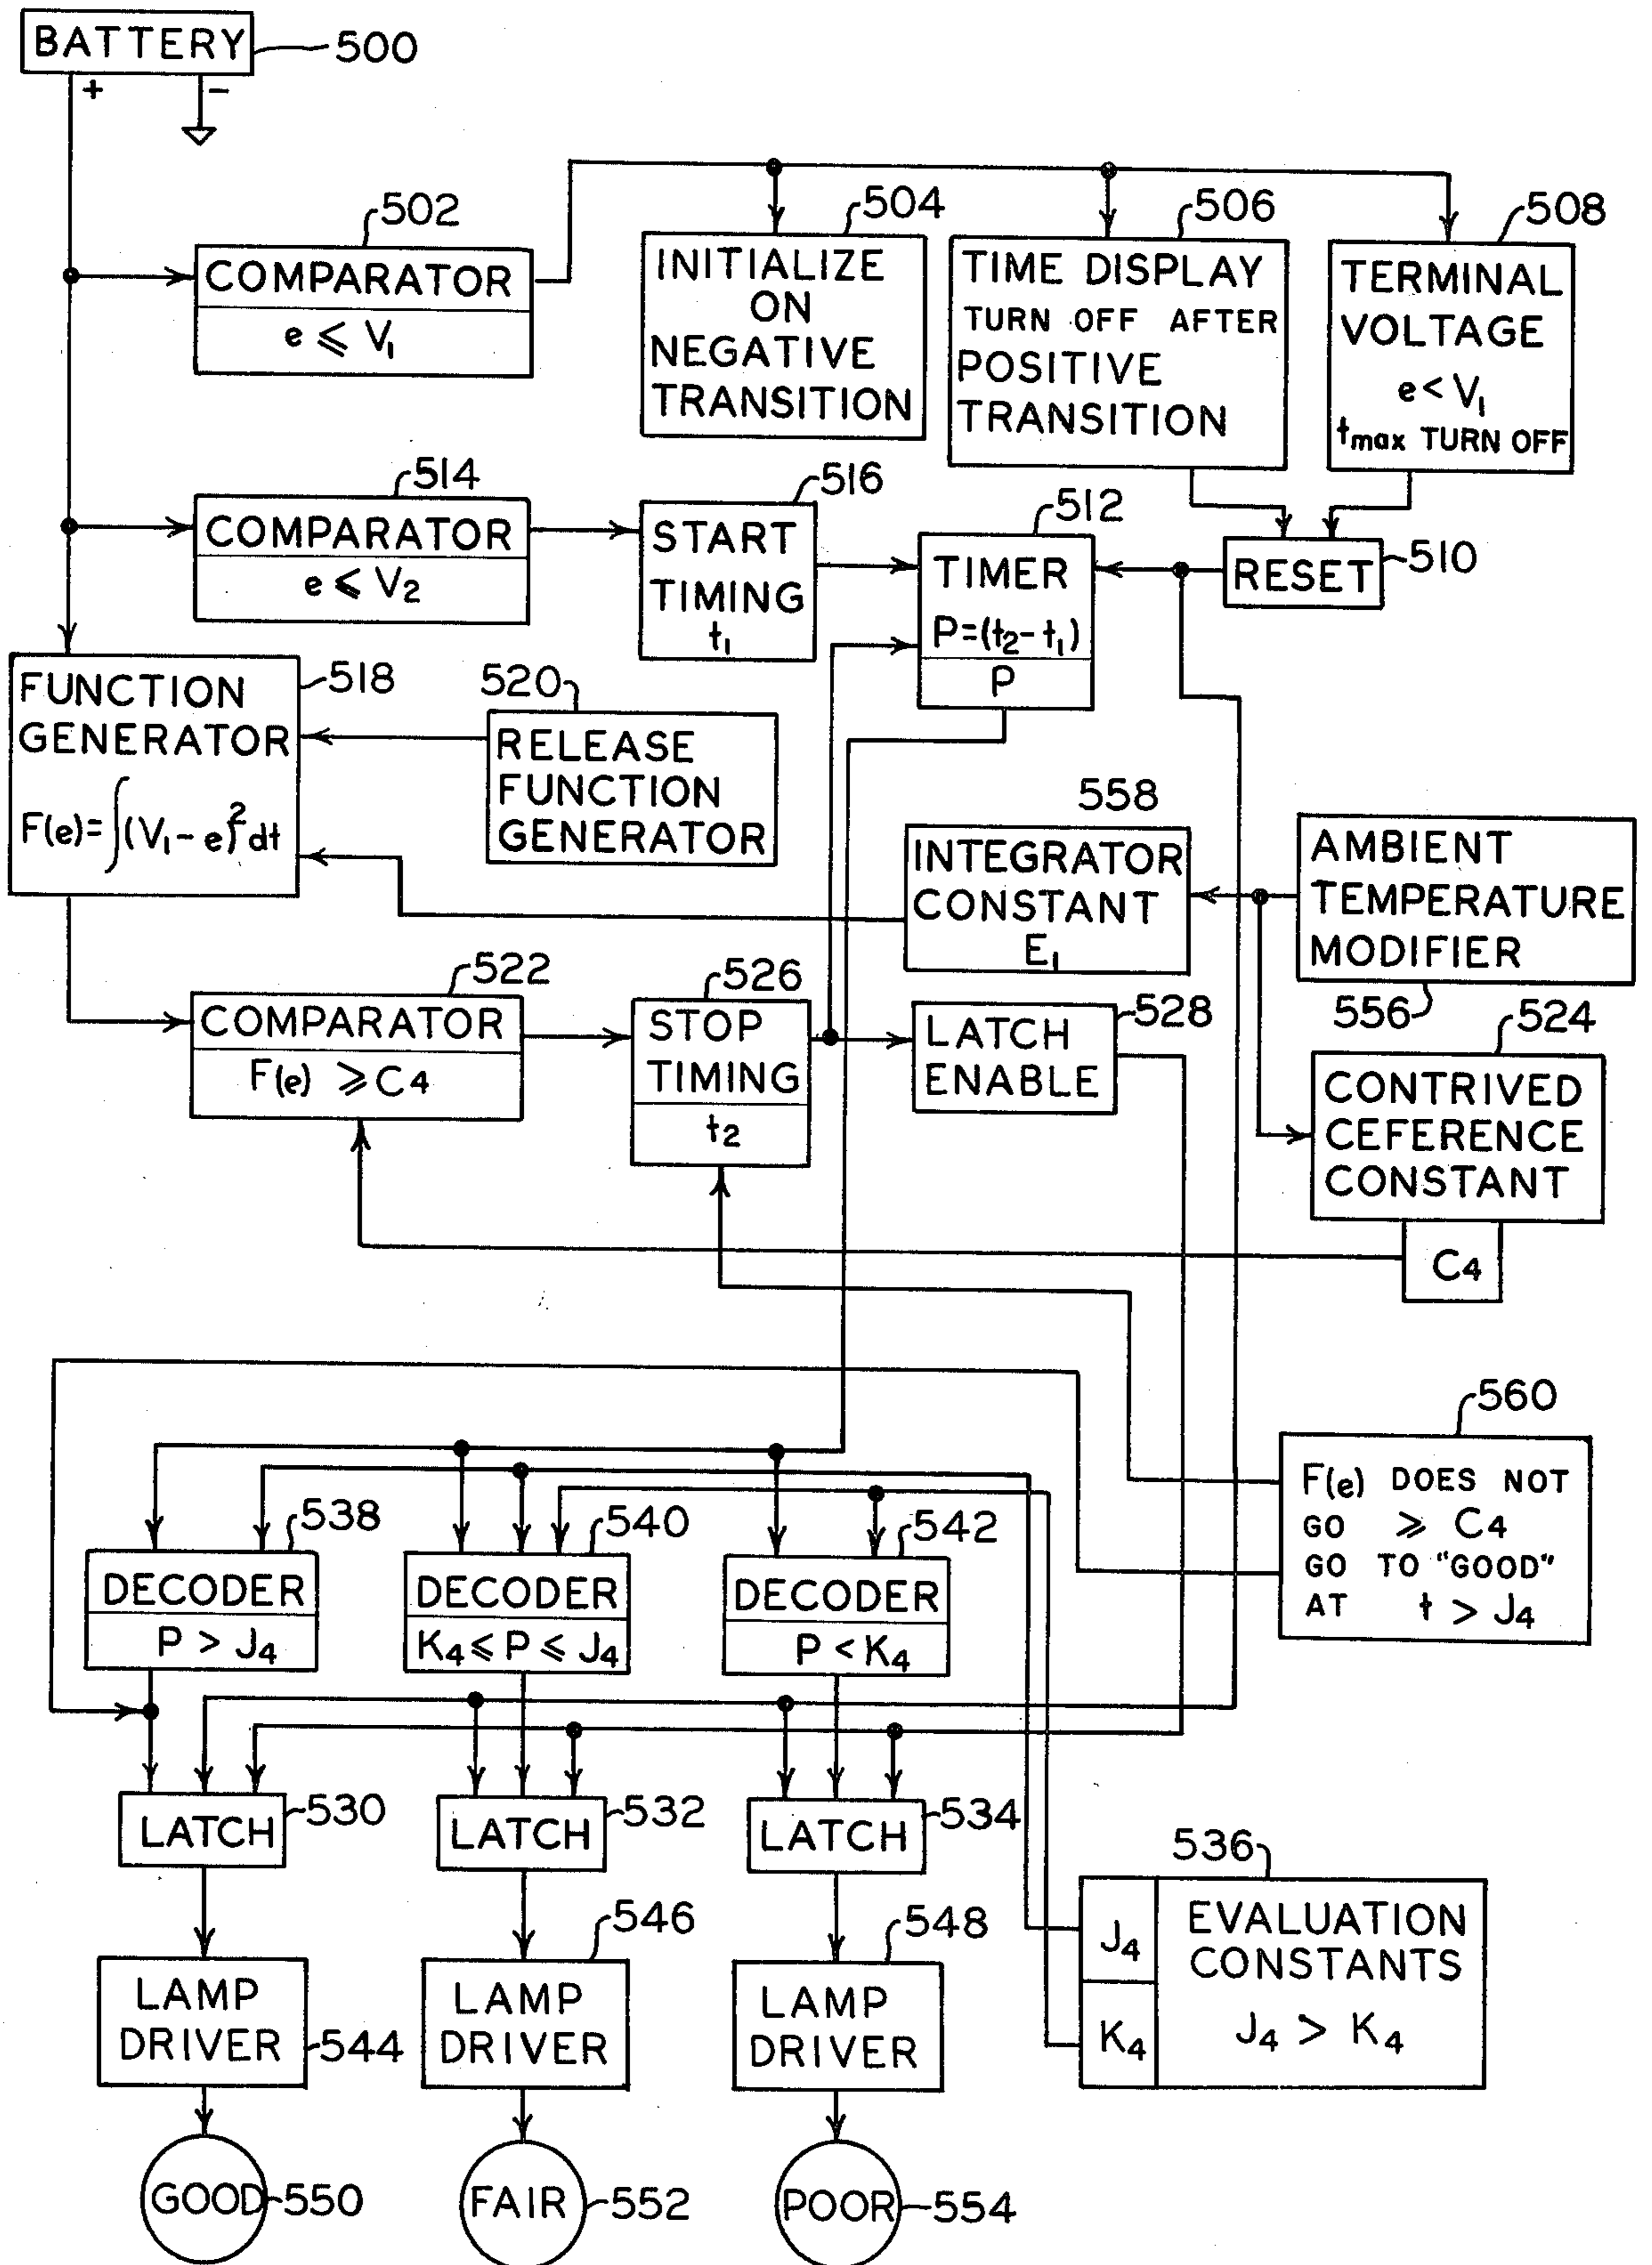 BATTERY
500
+ −
502
COMPARATOR
e ⩽ V₁
504
INITIALIZE
ON
NEGATIVE
TRANSITION
506
TIME DISPLAY
TURN OFF AFTER
POSITIVE
TRANSITION
508
TERMINAL
VOLTAGE
e < V₁
tmax TURN OFF
514
COMPARATOR
e ⩽ V₂
516
START
TIMING
t₁
512
TIMER
P=(t₂-t₁)
P
RESET
510
FUNCTION
GENERATOR
F(e)=∫(V₁-e)²dt
518
520
RELEASE
FUNCTION
GENERATOR
558
INTEGRATOR
CONSTANT
E₁
AMBIENT
TEMPERATURE
MODIFIER
556
522
COMPARATOR
F(e) ⩾ C₄
526
STOP
TIMING
t₂
LATCH
ENABLE
528
524
CONTRIVED
CEFERENCE
CONSTANT
C₄
560
F(e) DOES NOT
GO ⩾ C₄
GO TO "GOOD"
AT t > J₄
538
DECODER
P > J₄
540
DECODER
K₄ ⩽ P ⩽ J₄
542
DECODER
P < K₄
LATCH
530
LATCH
532
LATCH
534
536
J₄
K₄
EVALUATION
CONSTANTS
J₄ > K₄
LAMP
DRIVER
544
546
LAMP
DRIVER
548
LAMP
DRIVER
GOOD
550
FAIR
552
POOR
554